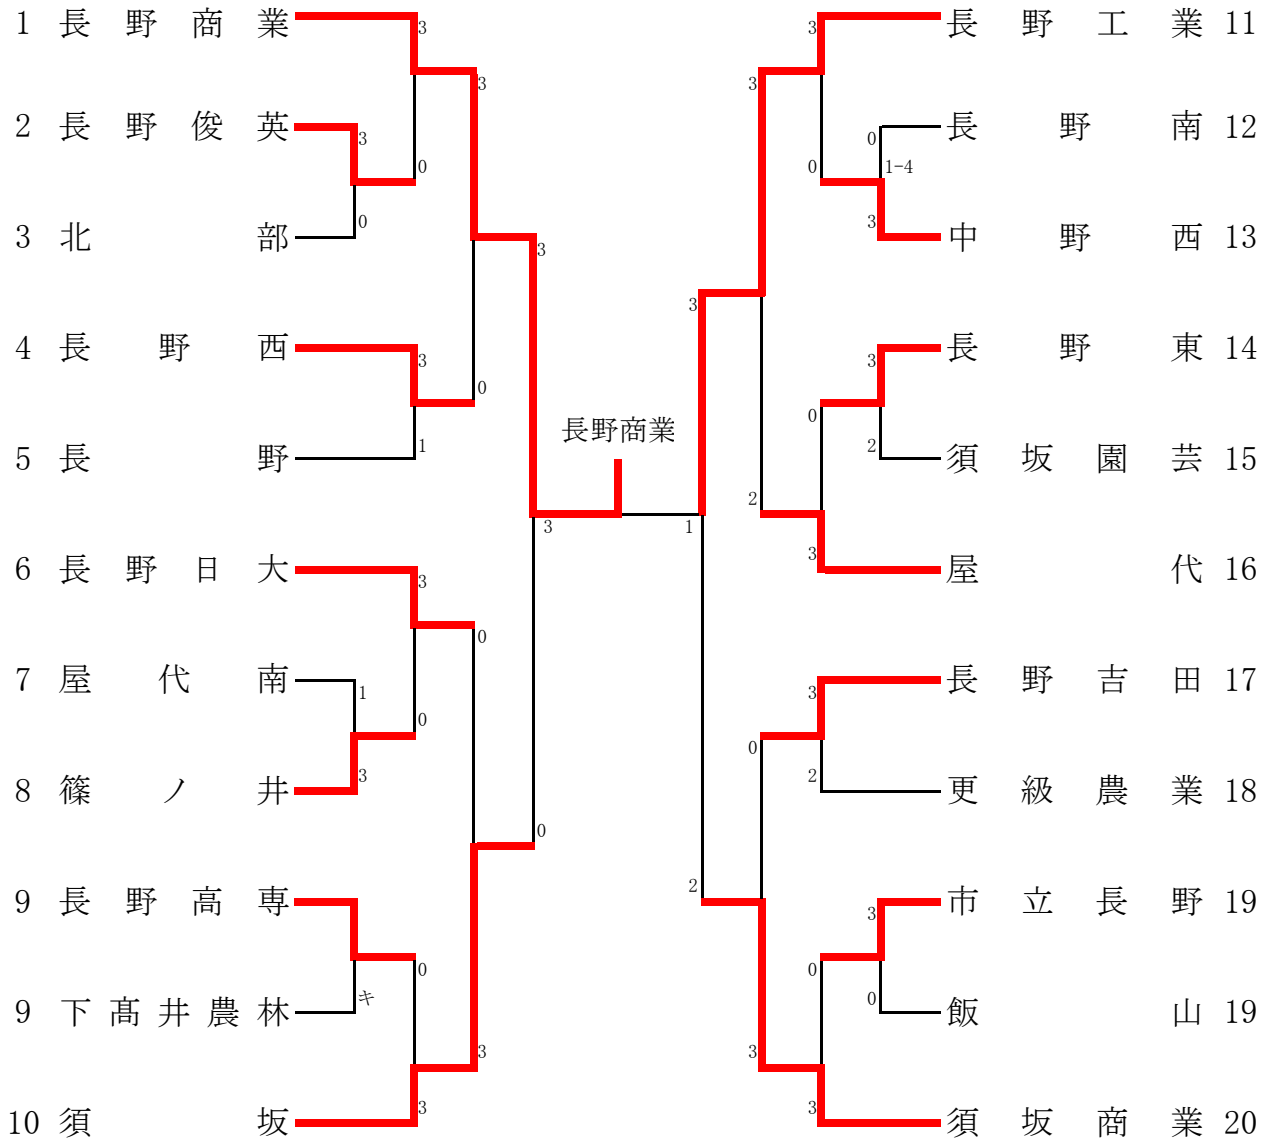 1 長野商業
3
3
2 長野俊英
3
0
0
3 北部
3
4 長野西
3
0
1
5 長野
6 長野日大
3
0
7 屋代南
1
0
3
8 篠ノ井
0
9 長野高専
0
キ
9 下髙井農林
3
3
10 須坂
長野商業
3
1
3
長野工業 11
3
0
長野南 12
1-4
0
3
中野西 13
3
3
長野東 14
0
2
須坂園芸 15
2
3
屋代 16
3
長野吉田 17
0
2
更級農業 18
2
3
市立長野 19
0
0
飯山 19
3
3
須坂商業 20